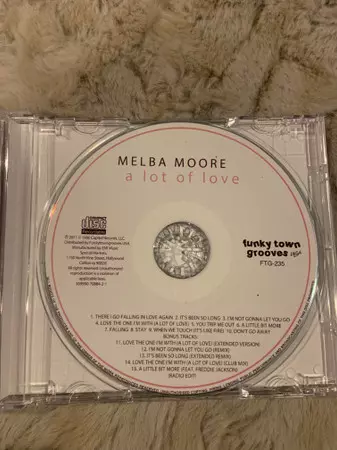 MELBA MOORE
a lot of love
COMPACT
disc
DIGITAL AUDIO
funky town
grooves USA
FTG-235
1. THERE I GO FALLING IN LOVE AGAIN 2. IT'S BEEN SO LONG 3. I'M NOT GONNA LET YOU GO
4. LOVE THE ONE I'M WITH (A LOT OF LOVE) 5. YOU TRIP ME OUT 6. A LITTLE BIT MORE
7. FALLING 8. STAY 9. WHEN WE TOUCH (IT'S LIKE FIRE) 10. DON'T GO AWAY
BONUS TRACKS
11. LOVE THE ONE I'M WITH (A LOT OF LOVE) (EXTENDED VERSION)
12. I'M NOT GONNA LET YOU GO (REMIX)
13. IT'S BEEN SO LONG (EXTENDED REMIX)
14. LOVE THE ONE I'M WITH (A LOT OF LOVE) (CLUB MIX)
15. A LITTLE BIT MORE (FEAT. FREDDIE JACKSON)
(RADIO EDIT)